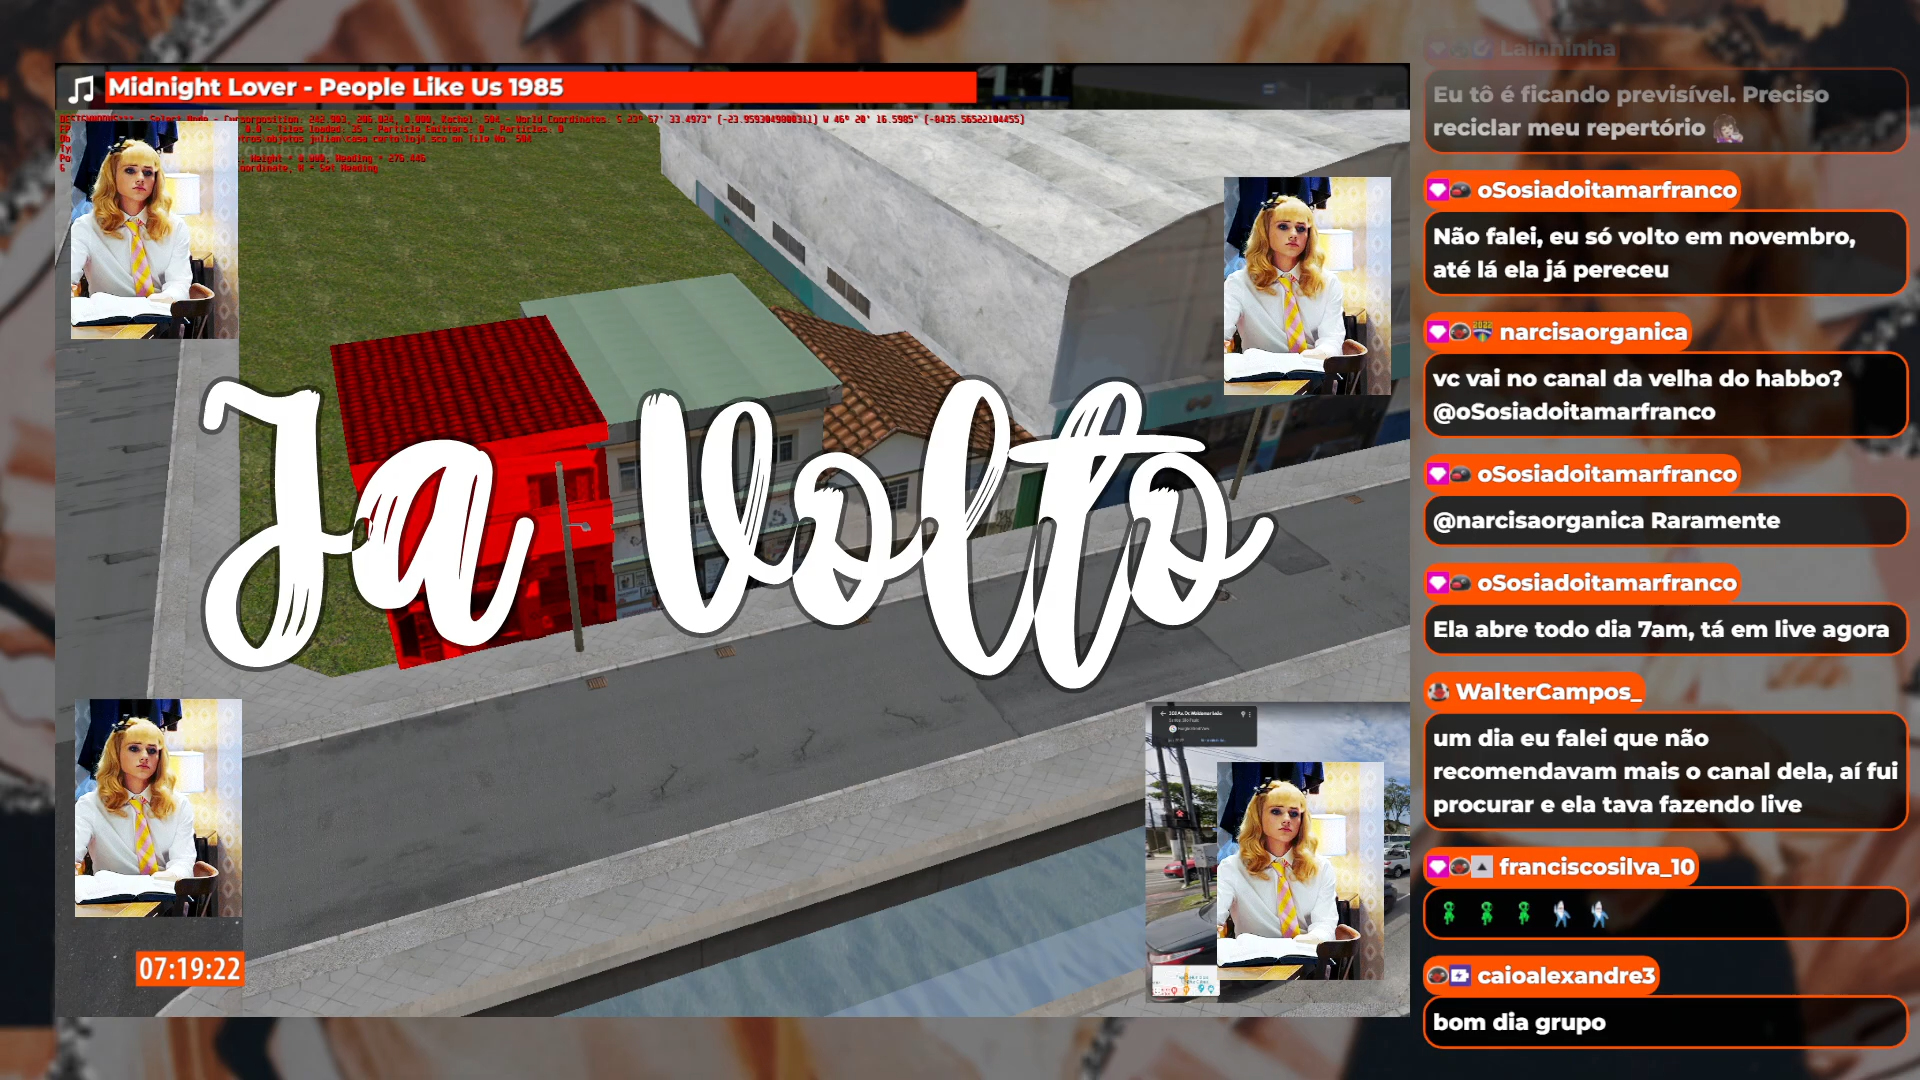 Midnight Lover - People Like Us 1985
Ja Volto
07:19:22
Lainhinha
Eu tô é ficando previsível. Preciso
reciclar meu repertório
oSosiadoitamarfranco
Não falei, eu só volto em novembro,
até lá ela já pereceu
narcisaorganica
vc vai no canal da velha do habbo?
@oSosiadoitamarfranco
oSosiadoitamarfranco
@narcisaorganica Raramente
oSosiadoitamarfranco
Ela abre todo dia 7am, tá em live agora
WalterCampos_
um dia eu falei que não
recomendavam mais o canal dela, aí fui
procurar e ela tava fazendo live
franciscosilva_10
caioalexandre3
bom dia grupo